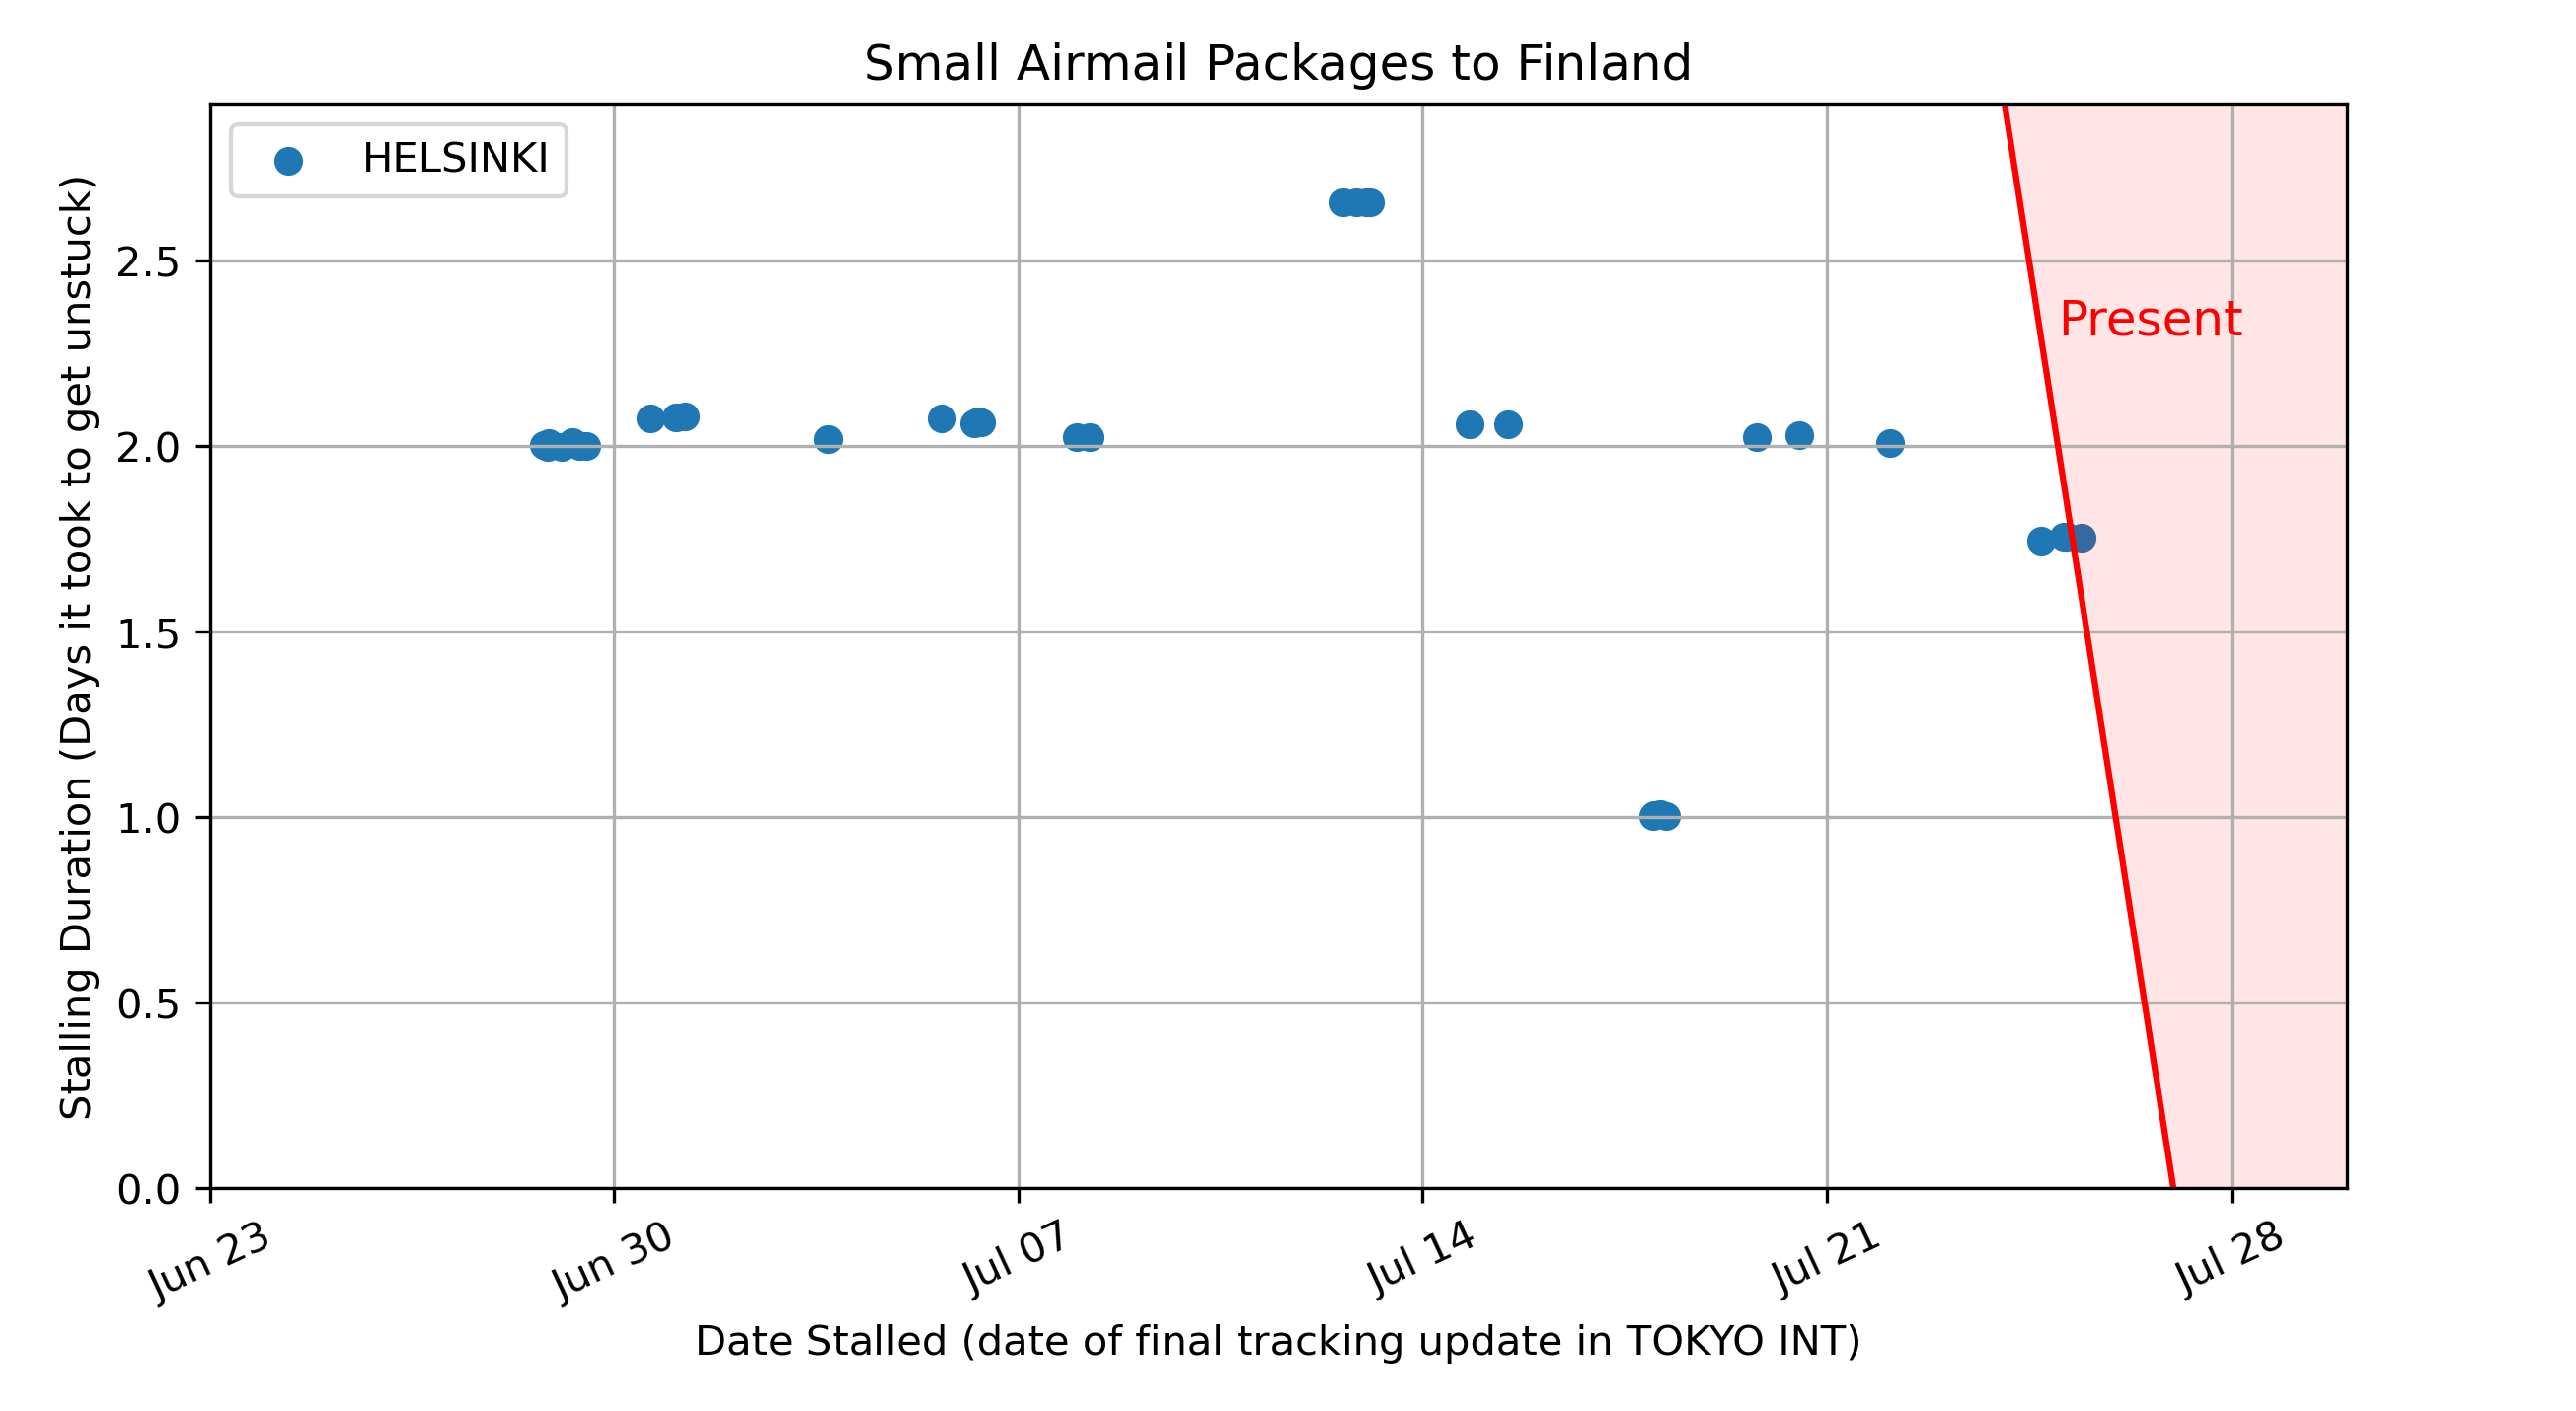 Small Airmail Packages to Finland
HELSINKI
Present
Stalling Duration (Days it took to get unstuck)
2.5
2.0
1.5
1.0
0.5
0.0
Jun 23
Jun 30
Jul 07
Jul 14
Jul 21
Jul 28
Date Stalled (date of final tracking update in TOKYO INT)